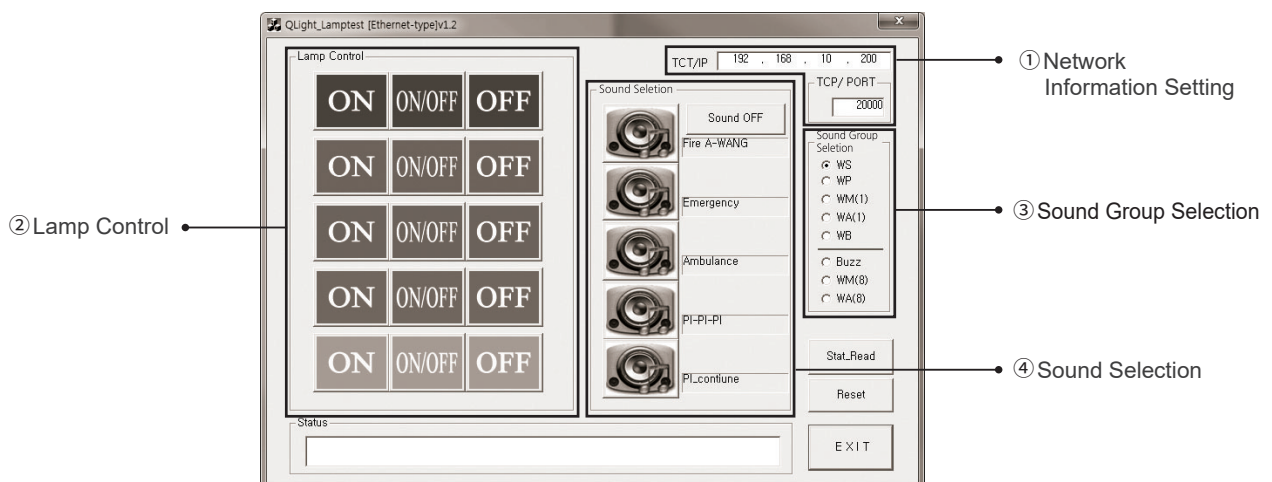 QLight_Lamptest [Ethernet-type]v1.2
x
Lamp Control
ON ON/OFF OFF
ON ON/OFF OFF
ON ON/OFF OFF
ON ON/OFF OFF
ON ON/OFF OFF
TCT/IP 192 . 168 . 10 . 200
TCP/ PORT
20000
Sound Seletion
Sound OFF
Fire A-WANG
Emergency
Ambulance
PI-PI-PI
PI_contiune
Sound Group
Seletion
WS
WP
WM(1)
WA(1)
WB
Buzz
WM(8)
WA(8)
Stat_Read
Reset
EXIT
Status
①Network
Information Setting
②Lamp Control
③Sound Group Selection
④Sound Selection